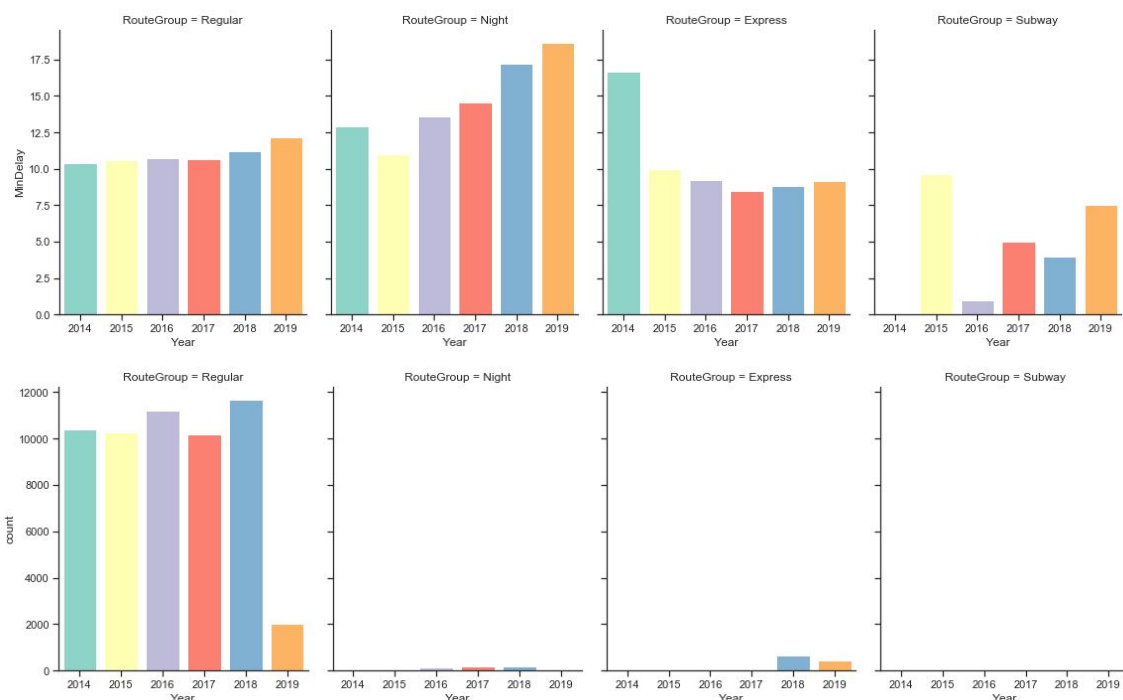 RouteGroup = Regular
RouteGroup = Night
RouteGroup = Express
RouteGroup = Subway
MinDelay
17.5
15.0
12.5
10.0
7.5
5.0
2.5
0.0
2014 2015 2016 2017 2018 2019
2014 2015 2016 2017 2018 2019
2014 2015 2016 2017 2018 2019
2014 2015 2016 2017 2018 2019
Year
Year
Year
Year
RouteGroup = Regular
RouteGroup = Night
RouteGroup = Express
RouteGroup = Subway
count
12000
10000
8000
6000
4000
2000
0
2014 2015 2016 2017 2018 2019
2014 2015 2016 2017 2018 2019
2014 2015 2016 2017 2018 2019
2014 2015 2016 2017 2018 2019
Year
Year
Year
Year